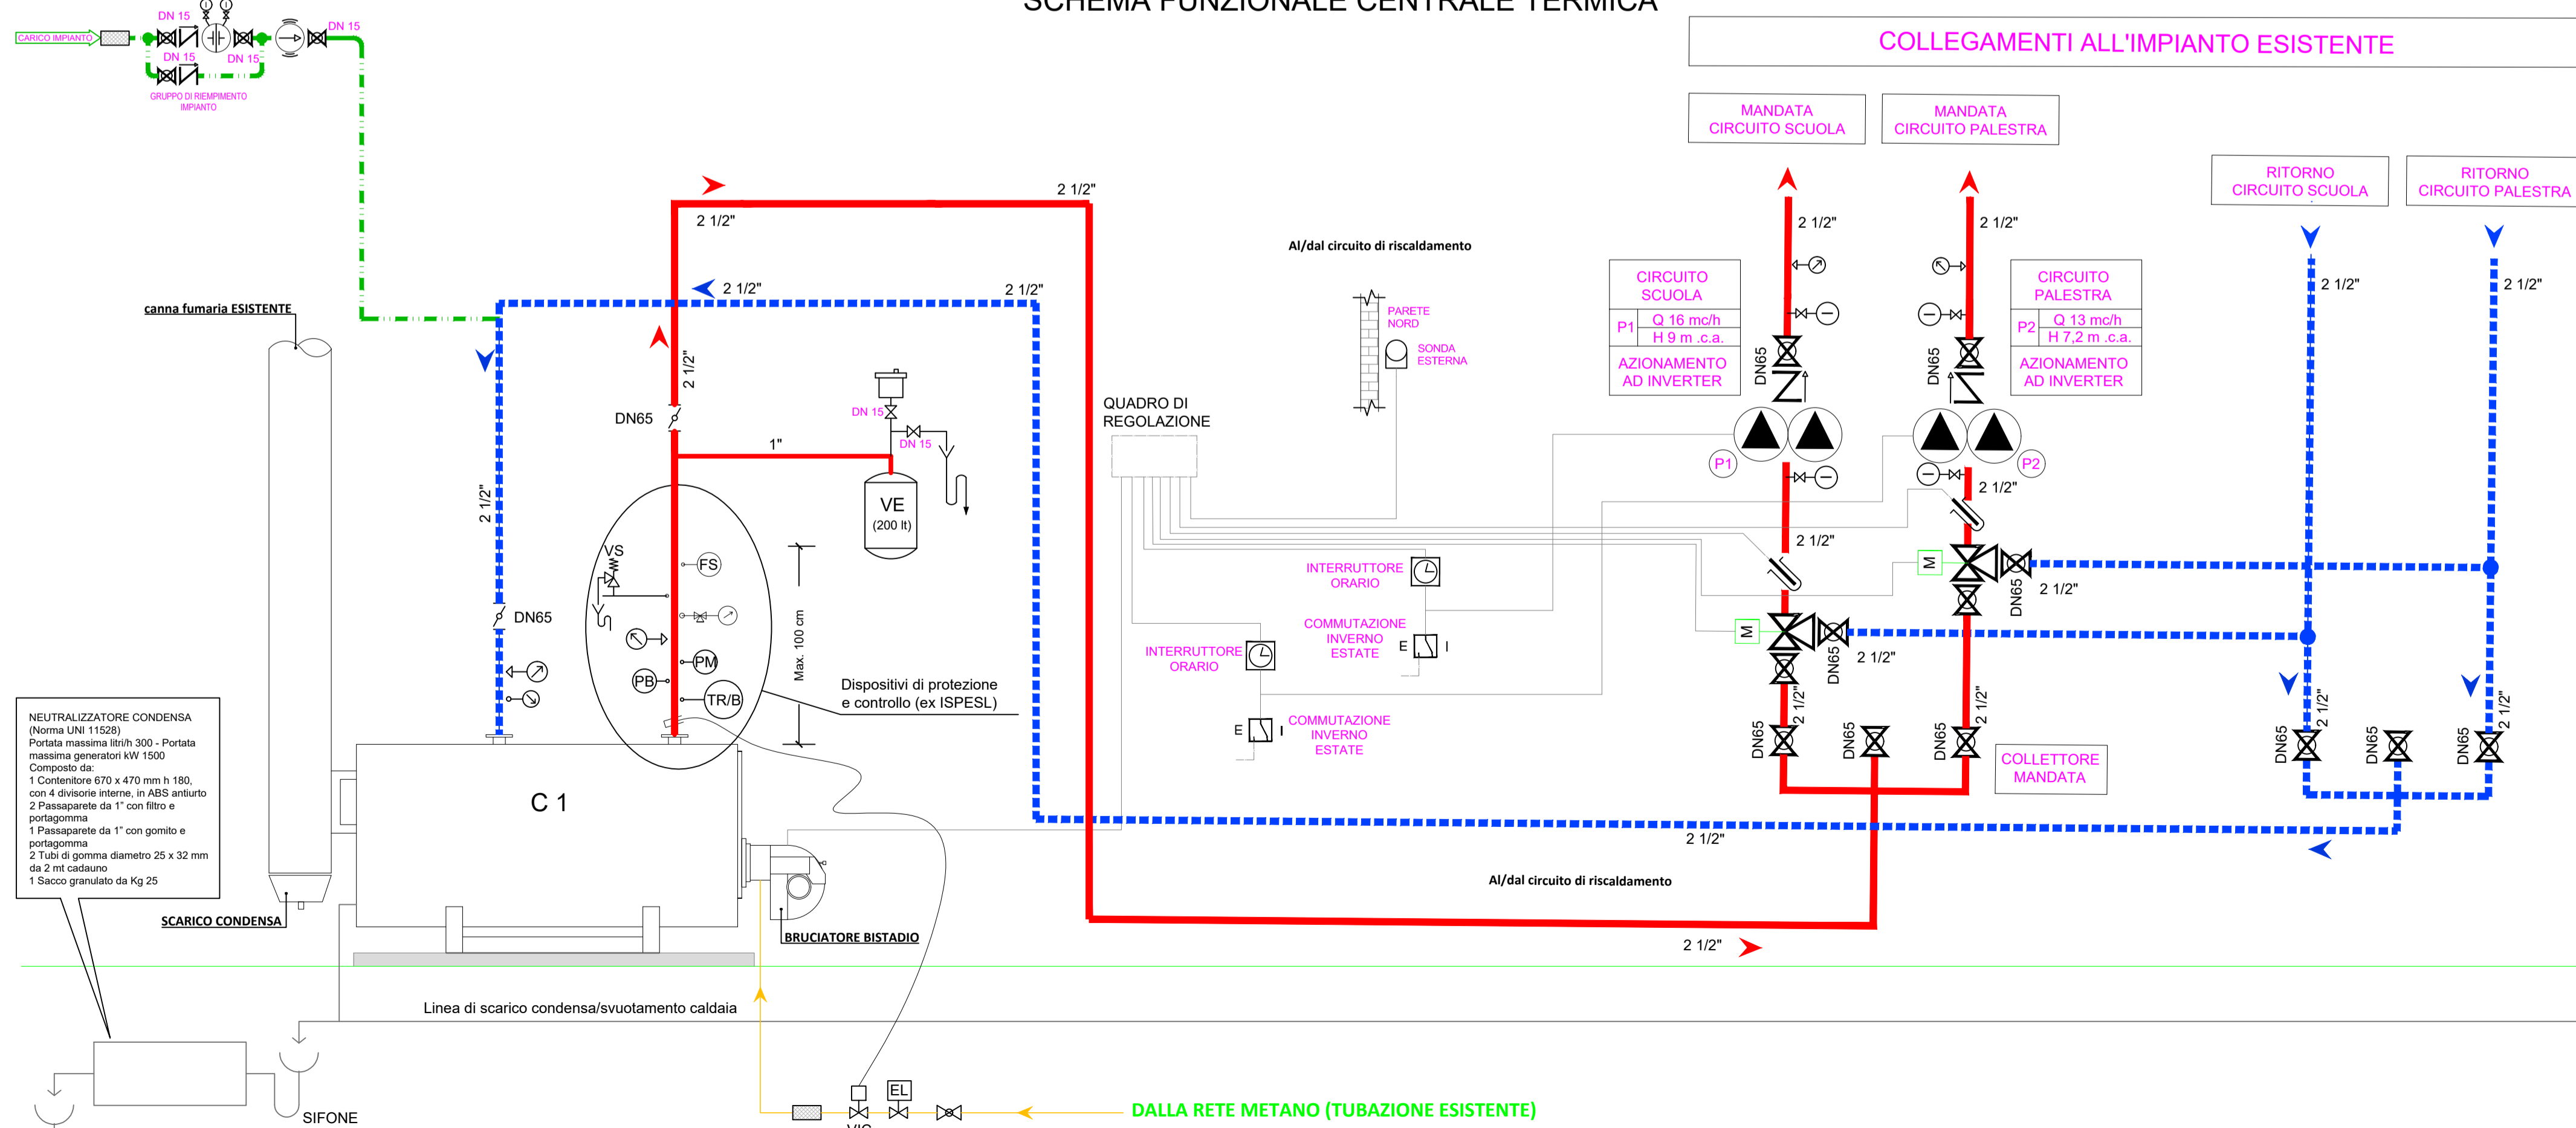 SCHEMA FUNZIONALE CENTRALE TERMICA
COLLEGAMENTI ALL'IMPIANTO ESISTENTE
DN 15
DN 15
CARICO IMPIANTO
DN 15
DN 15
GRUPPO DI RIEMPIMENTO
IMPIANTO
MANDATA
CIRCUITO SCUOLA
MANDATA
CIRCUITO PALESTRA
RITORNO
CIRCUITO SCUOLA
RITORNO
CIRCUITO PALESTRA
2 1/2"
2 1/2"
2 1/2"
2 1/2"
Al/dal circuito di riscaldamento
2 1/2"
2 1/2"
2 1/2"
2 1/2"
canna fumaria ESISTENTE
CIRCUITO
SCUOLA
P1
Q 16 mc/h
H 9 m .c.a.
AZIONAMENTO
AD INVERTER
CIRCUITO
PALESTRA
P2
Q 13 mc/h
H 7,2 m .c.a.
AZIONAMENTO
AD INVERTER
PARETE
NORD
SONDA
ESTERNA
2 1/2"
DN65
DN65
DN65
DN 15
DN 15
1"
QUADRO DI
REGOLAZIONE
P1
P2
2 1/2"
2 1/2"
VE
(200 lt)
2 1/2"
VS
FS
INTERRUTTORE
ORARIO
M
DN65
2 1/2"
DN65
Max. 100 cm
COMMUTAZIONE
INVERNO
ESTATE
E
I
M
DN65
2 1/2"
INTERRUTTORE
ORARIO
PM
PB
TR/B
Dispositivi di protezione
e controllo (ex ISPESL)
COMMUTAZIONE
INVERNO
ESTATE
E
I
2 1/2"
DN65
DN65
2 1/2"
DN65
COLLETTORE
MANDATA
2 1/2"
DN65
DN65
2 1/2"
DN65
NEUTRALIZZATORE CONDENSA
(Norma UNI 11528)
Portata massima litri/h 300 - Portata
massima generatori kW 1500
Composto da:
1 Contenitore 670 x 470 mm h 180,
con 4 divisorie interne, in ABS antiurto
2 Passaparete da 1" con filtro e
portagomma
1 Passaparete da 1" con gomito e
portagomma
2 Tubi di gomma diametro 25 x 32 mm
da 2 mt cadauno
1 Sacco granulato da Kg 25
C 1
2 1/2"
Al/dal circuito di riscaldamento
SCARICO CONDENSA
BRUCIATORE BISTADIO
2 1/2"
Linea di scarico condensa/svuotamento caldaia
EL
DALLA RETE METANO (TUBAZIONE ESISTENTE)
SIFONE
VIC